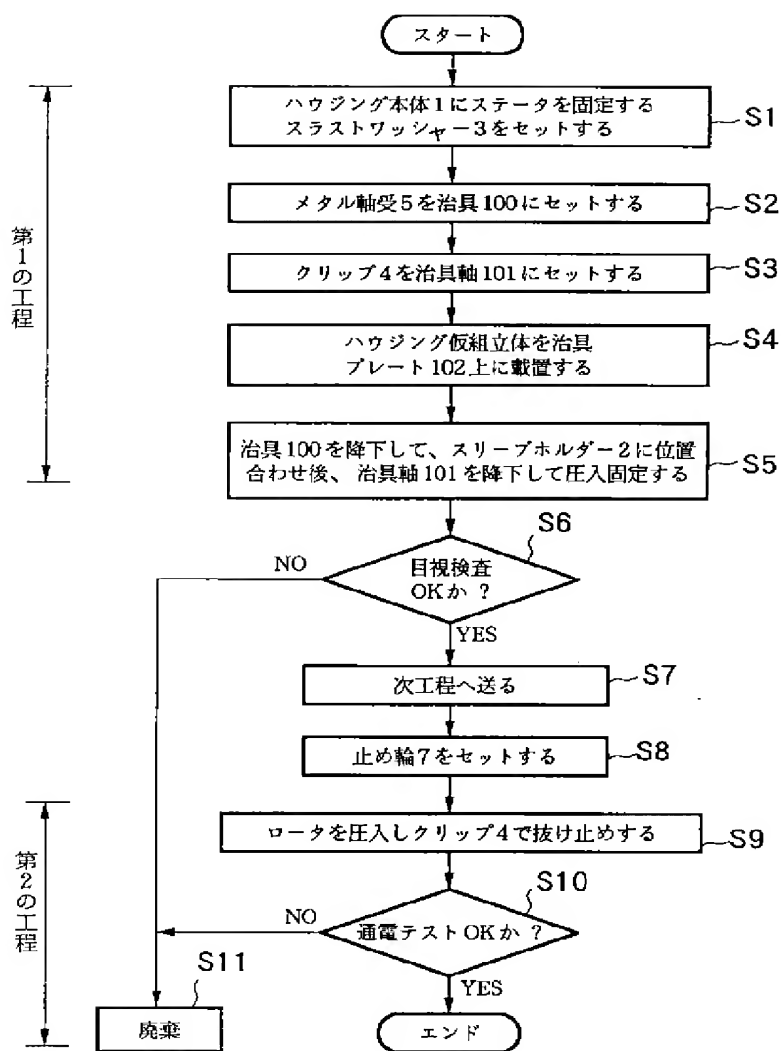 スタート
ハウジング本体1にステータを固定する
スラストワッシャー3をセットする
S1
メタル軸受5を治具100にセットする
S2
クリップ4を治具軸101にセットする
S3
ハウジング仮組立体を治具
プレート102上に載置する
S4
治具100を降下して、スリーブホルダー2に位置
合わせ後、治具軸101を降下して圧入固定する
S5
第1の工程
S6
目視検査
OKか ?
NO
YES
次工程へ送る
S7
止め輪7をセットする
S8
ロータを圧入しクリップ4で抜け止めする
S9
第2の工程
S10
通電テストOKか ?
NO
YES
S11
廃棄
エンド